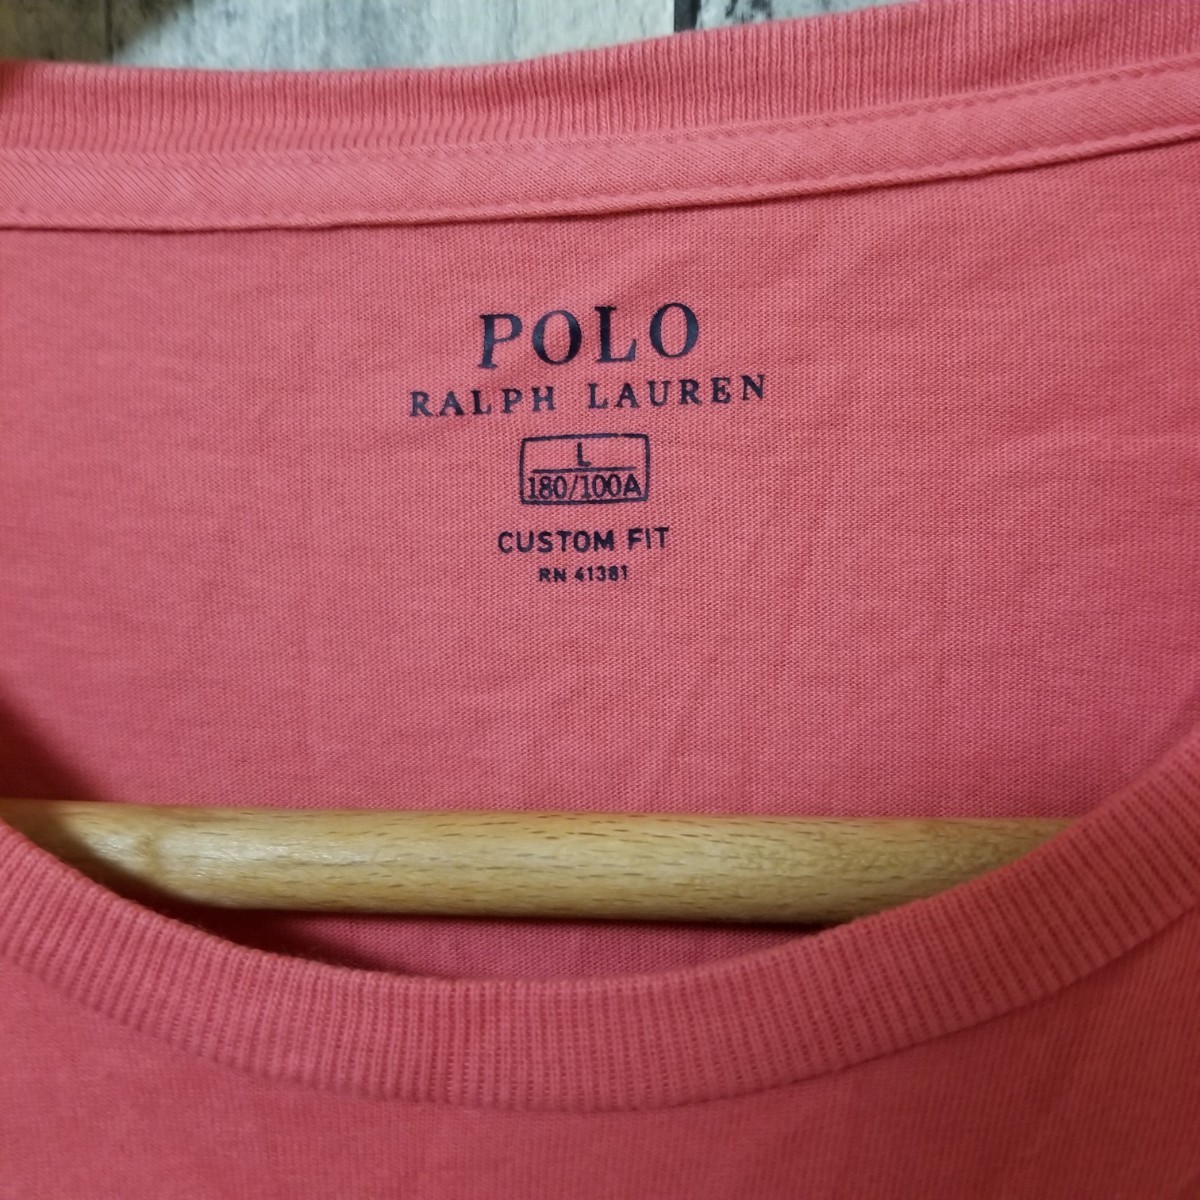 POLO
RALPH LAUREN
L
180/100A
CUSTOM FIT
RN 41381